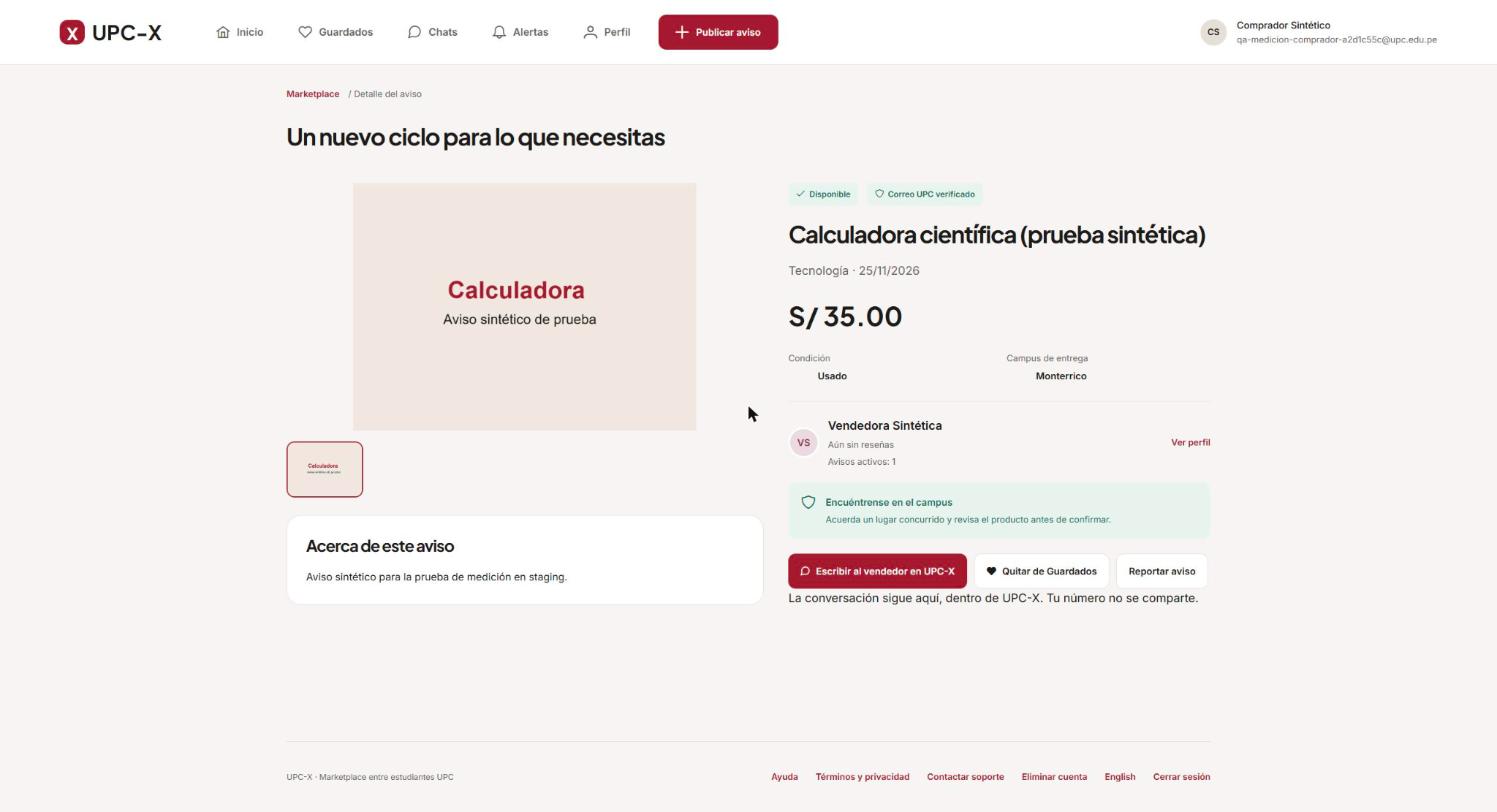 X UPC-X
Inicio
Guardados
Chats
Alertas
Perfil
Publicar aviso
CS
Comprador Sintético
qa-medicion-comprador-a2d1c55c@upc.edu.pe
Marketplace / Detalle del aviso
Un nuevo ciclo para lo que necesitas
Calculadora
Aviso sintético de prueba
Calculadora
Aviso sintético de prueba
Acerca de este aviso
Aviso sintético para la prueba de medición en staging.
Disponible
Correo UPC verificado
Calculadora científica (prueba sintética)
Tecnología · 25/11/2026
S/ 35.00
Condición
Usado
Campus de entrega
Monterrico
VS
Vendedora Sintética
Aún sin reseñas
Avisos activos: 1
Ver perfil
Encuéntrense en el campus
Acuerda un lugar concurrido y revisa el producto antes de confirmar.
Escribir al vendedor en UPC-X
Quitar de Guardados
Reportar aviso
La conversación sigue aquí, dentro de UPC-X. Tu número no se comparte.
UPC-X · Marketplace entre estudiantes UPC
Ayuda
Términos y privacidad
Contactar soporte
Eliminar cuenta
English
Cerrar sesión